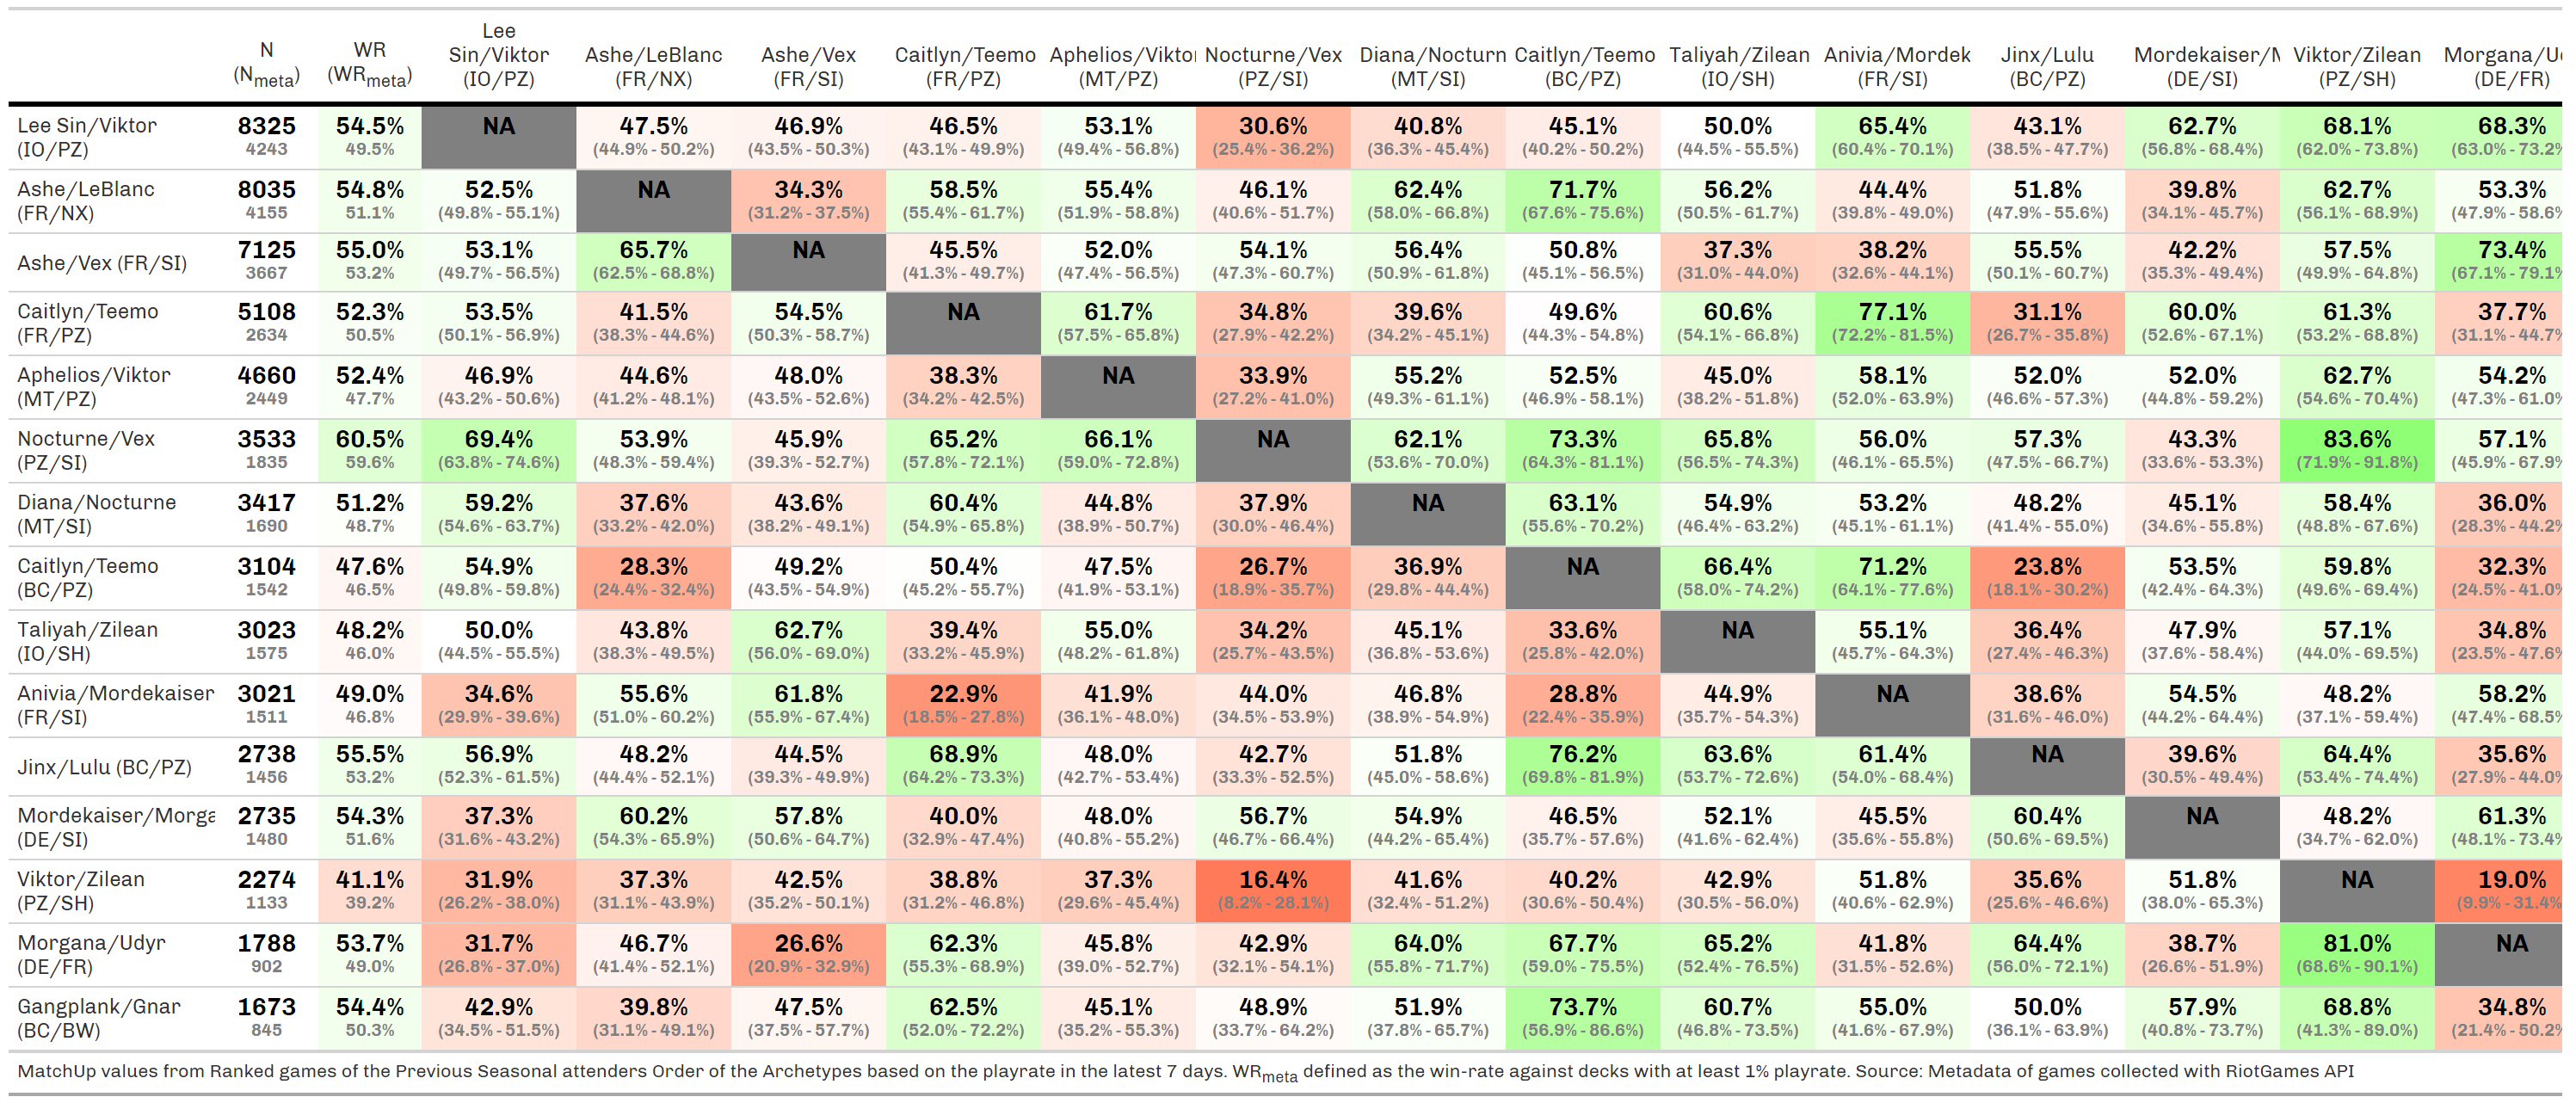 N (N_meta) WR (WR_meta) Lee Sin/Viktor (IO/PZ) Ashe/LeBlanc (FR/NX) Ashe/Vex (FR/SI) Caitlyn/Teemo (FR/PZ) Aphelios/Viktor (MT/PZ) Nocturne/Vex (PZ/SI) Diana/Nocturn (MT/SI) Caitlyn/Teemo (BC/PZ) Taliyah/Zilean (IO/SH) Anivia/Mordek (FR/SI) Jinx/Lulu (BC/PZ) Mordekaiser/M (DE/SI) Viktor/Zilean (PZ/SH) Morgana/Ud (DE/FR)
Lee Sin/Viktor 8325 54.5% NA 47.5% 46.9% 46.5% 53.1% 30.6% 40.8% 45.1% 50.0% 65.4% 43.1% 62.7% 68.1% 68.3%
(IO/PZ) 4243 49.5% (44.9% - 50.2%) (43.5% - 50.3%) (43.1% - 49.9%) (49.4% - 56.8%) (25.4% - 36.2%) (36.3% - 45.4%) (40.2% - 50.2%) (44.5% - 55.5%) (60.4% - 70.1%) (38.5% - 47.7%) (56.8% - 68.4%) (62.0% - 73.8%) (63.0% - 73.2%
Ashe/LeBlanc 8035 54.8% 52.5% NA 34.3% 58.5% 55.4% 46.1% 62.4% 71.7% 56.2% 44.4% 51.8% 39.8% 62.7% 53.3%
(FR/NX) 4155 51.1% (49.8% - 55.1%) (31.2% - 37.5%) (55.4% - 61.7%) (51.9% - 58.8%) (40.6% - 51.7%) (58.0% - 66.8%) (67.6% - 75.6%) (50.5% - 61.7%) (39.8% - 49.0%) (47.9% - 55.6%) (34.1% - 45.7%) (56.1% - 68.9%) (47.9% - 58.6%
Ashe/Vex (FR/SI) 7125 55.0% 53.1% 65.7% NA 45.5% 52.0% 54.1% 56.4% 50.8% 37.3% 38.2% 55.5% 42.2% 57.5% 73.4%
3667 53.2% (49.7% - 56.5%) (62.5% - 68.8%) (41.3% - 49.7%) (47.4% - 56.5%) (47.3% - 60.7%) (50.9% - 61.8%) (45.1% - 56.5%) (31.0% - 44.0%) (32.6% - 44.1%) (50.1% - 60.7%) (35.3% - 49.4%) (49.9% - 64.8%) (67.1% - 79.1%
Caitlyn/Teemo 5108 52.3% 53.5% 41.5% 54.5% NA 61.7% 34.8% 39.6% 49.6% 60.6% 77.1% 31.1% 60.0% 61.3% 37.7%
(FR/PZ) 2634 50.5% (50.1% - 56.9%) (38.3% - 44.6%) (50.3% - 58.7%) (57.5% - 65.8%) (27.9% - 42.2%) (34.2% - 45.1%) (44.3% - 54.8%) (54.1% - 66.8%) (72.2% - 81.5%) (26.7% - 35.8%) (52.6% - 67.1%) (53.2% - 68.8%) (31.1% - 44.7%
Aphelios/Viktor 4660 52.4% 46.9% 44.6% 48.0% 38.3% NA 33.9% 55.2% 52.5% 45.0% 58.1% 52.0% 52.0% 62.7% 54.2%
(MT/PZ) 2449 47.7% (43.2% - 50.6%) (41.2% - 48.1%) (43.5% - 52.6%) (34.2% - 42.5%) (27.2% - 41.0%) (49.3% - 61.1%) (46.9% - 58.1%) (38.2% - 51.8%) (52.0% - 63.9%) (46.6% - 57.3%) (44.8% - 59.2%) (54.6% - 70.4%) (47.3% - 61.0%
Nocturne/Vex 3533 60.5% 69.4% 53.9% 45.9% 65.2% 66.1% NA 62.1% 73.3% 65.8% 56.0% 57.3% 43.3% 83.6% 57.1%
(PZ/SI) 1835 59.6% (63.8% - 74.6%) (48.3% - 59.4%) (39.3% - 52.7%) (57.8% - 72.1%) (59.0% - 72.8%) (53.6% - 70.0%) (64.3% - 81.1%) (56.5% - 74.3%) (46.1% - 65.5%) (47.5% - 66.7%) (33.6% - 53.3%) (71.9% - 91.8%) (45.9% - 67.9%
Diana/Nocturne 3417 51.2% 59.2% 37.6% 43.6% 60.4% 44.8% 37.9% NA 63.1% 54.9% 53.2% 48.2% 45.1% 58.4% 36.0%
(MT/SI) 1690 48.7% (54.6% - 63.7%) (33.2% - 42.0%) (38.2% - 49.1%) (54.9% - 65.8%) (38.9% - 50.7%) (30.0% - 46.4%) (55.6% - 70.2%) (46.4% - 63.2%) (45.1% - 61.1%) (41.4% - 55.0%) (34.6% - 55.8%) (48.8% - 67.6%) (28.3% - 44.2%
Caitlyn/Teemo 3104 47.6% 54.9% 28.3% 49.2% 50.4% 47.5% 26.7% 36.9% NA 66.4% 71.2% 23.8% 53.5% 59.8% 32.3%
(BC/PZ) 1542 46.5% (49.8% - 59.8%) (24.4% - 32.4%) (43.5% - 54.9%) (45.2% - 55.7%) (41.9% - 53.1%) (18.9% - 35.7%) (29.8% - 44.4%) (58.0% - 74.2%) (64.1% - 77.6%) (18.1% - 30.2%) (42.4% - 64.3%) (49.6% - 69.4%) (24.5% - 41.0%
Taliyah/Zilean 3023 48.2% 50.0% 43.8% 62.7% 39.4% 55.0% 34.2% 45.1% 33.6% NA 55.1% 36.4% 47.9% 57.1% 34.8%
(IO/SH) 1575 46.0% (44.5% - 55.5%) (38.3% - 49.5%) (56.0% - 69.0%) (33.2% - 45.9%) (48.2% - 61.8%) (25.7% - 43.5%) (36.8% - 53.6%) (25.8% - 42.0%) (45.7% - 64.3%) (27.4% - 46.3%) (37.6% - 58.4%) (44.0% - 69.5%) (23.5% - 47.6%
Anivia/Mordekaiser 3021 49.0% 34.6% 55.6% 61.8% 22.9% 41.9% 44.0% 46.8% 28.8% 44.9% NA 38.6% 54.5% 48.2% 58.2%
(FR/SI) 1511 46.8% (29.9% - 39.6%) (51.0% - 60.2%) (55.9% - 67.4%) (18.5% - 27.8%) (36.1% - 48.0%) (34.5% - 53.9%) (38.9% - 54.9%) (22.4% - 35.9%) (35.7% - 54.3%) (31.6% - 46.0%) (44.2% - 64.4%) (37.1% - 59.4%) (47.4% - 68.5%
Jinx/Lulu (BC/PZ) 2738 55.5% 56.9% 48.2% 44.5% 68.9% 48.0% 42.7% 51.8% 76.2% 63.6% 61.4% NA 39.6% 64.4% 35.6%
1456 53.2% (52.3% - 61.5%) (44.4% - 52.1%) (39.3% - 49.9%) (64.2% - 73.3%) (42.7% - 53.4%) (33.3% - 52.5%) (45.0% - 58.6%) (69.8% - 81.9%) (53.7% - 72.6%) (54.0% - 68.4%) (30.5% - 49.4%) (53.4% - 74.4%) (27.9% - 44.0%
Mordekaiser/Morga 2735 54.3% 37.3% 60.2% 57.8% 40.0% 48.0% 56.7% 54.9% 46.5% 52.1% 45.5% 60.4% NA 48.2% 61.3%
(DE/SI) 1480 51.6% (31.6% - 43.2%) (54.3% - 65.9%) (50.6% - 64.7%) (32.9% - 47.4%) (40.8% - 55.2%) (46.7% - 66.4%) (44.2% - 65.4%) (35.7% - 57.6%) (41.6% - 62.4%) (35.6% - 55.8%) (50.6% - 69.5%) (34.7% - 62.0%) (48.1% - 73.4%
Viktor/Zilean 2274 41.1% 31.9% 37.3% 42.5% 38.8% 37.3% 16.4% 41.6% 40.2% 42.9% 51.8% 35.6% 51.8% NA 19.0%
(PZ/SH) 1133 39.2% (26.2% - 38.0%) (31.1% - 43.9%) (35.2% - 50.1%) (31.2% - 46.8%) (29.6% - 45.4%) (8.2% - 28.1%) (32.4% - 51.2%) (30.6% - 50.4%) (30.5% - 56.0%) (40.6% - 62.9%) (25.6% - 46.6%) (38.0% - 65.3%) (9.9% - 31.4%
Morgana/Udyr 1788 53.7% 31.7% 46.7% 26.6% 62.3% 45.8% 42.9% 64.0% 67.7% 65.2% 41.8% 64.4% 38.7% 81.0% NA
(DE/FR) 902 49.0% (26.8% - 37.0%) (41.4% - 52.1%) (20.9% - 32.9%) (55.3% - 68.9%) (39.0% - 52.7%) (32.1% - 54.1%) (55.8% - 71.7%) (59.0% - 75.5%) (52.4% - 76.5%) (31.5% - 52.6%) (56.0% - 72.1%) (26.6% - 51.9%) (68.6% - 90.1%)
Gangplank/Gnar 1673 54.4% 42.9% 39.8% 47.5% 62.5% 45.1% 48.9% 51.9% 73.7% 60.7% 55.0% 50.0% 57.9% 68.8% 34.8%
(BC/BW) 845 50.3% (34.5% - 51.5%) (31.1% - 49.1%) (37.5% - 57.7%) (52.0% - 72.2%) (35.2% - 55.3%) (33.7% - 64.2%) (37.8% - 65.7%) (56.9% - 86.6%) (46.8% - 73.5%) (41.6% - 67.9%) (36.1% - 63.9%) (40.8% - 73.7%) (41.3% - 89.0%) (21.4% - 50.2%
MatchUp values from Ranked games of the Previous Seasonal attenders Order of the Archetypes based on the playrate in the latest 7 days. WR_meta defined as the win-rate against decks with at least 1% playrate. Source: Metadata of games collected with RiotGames API